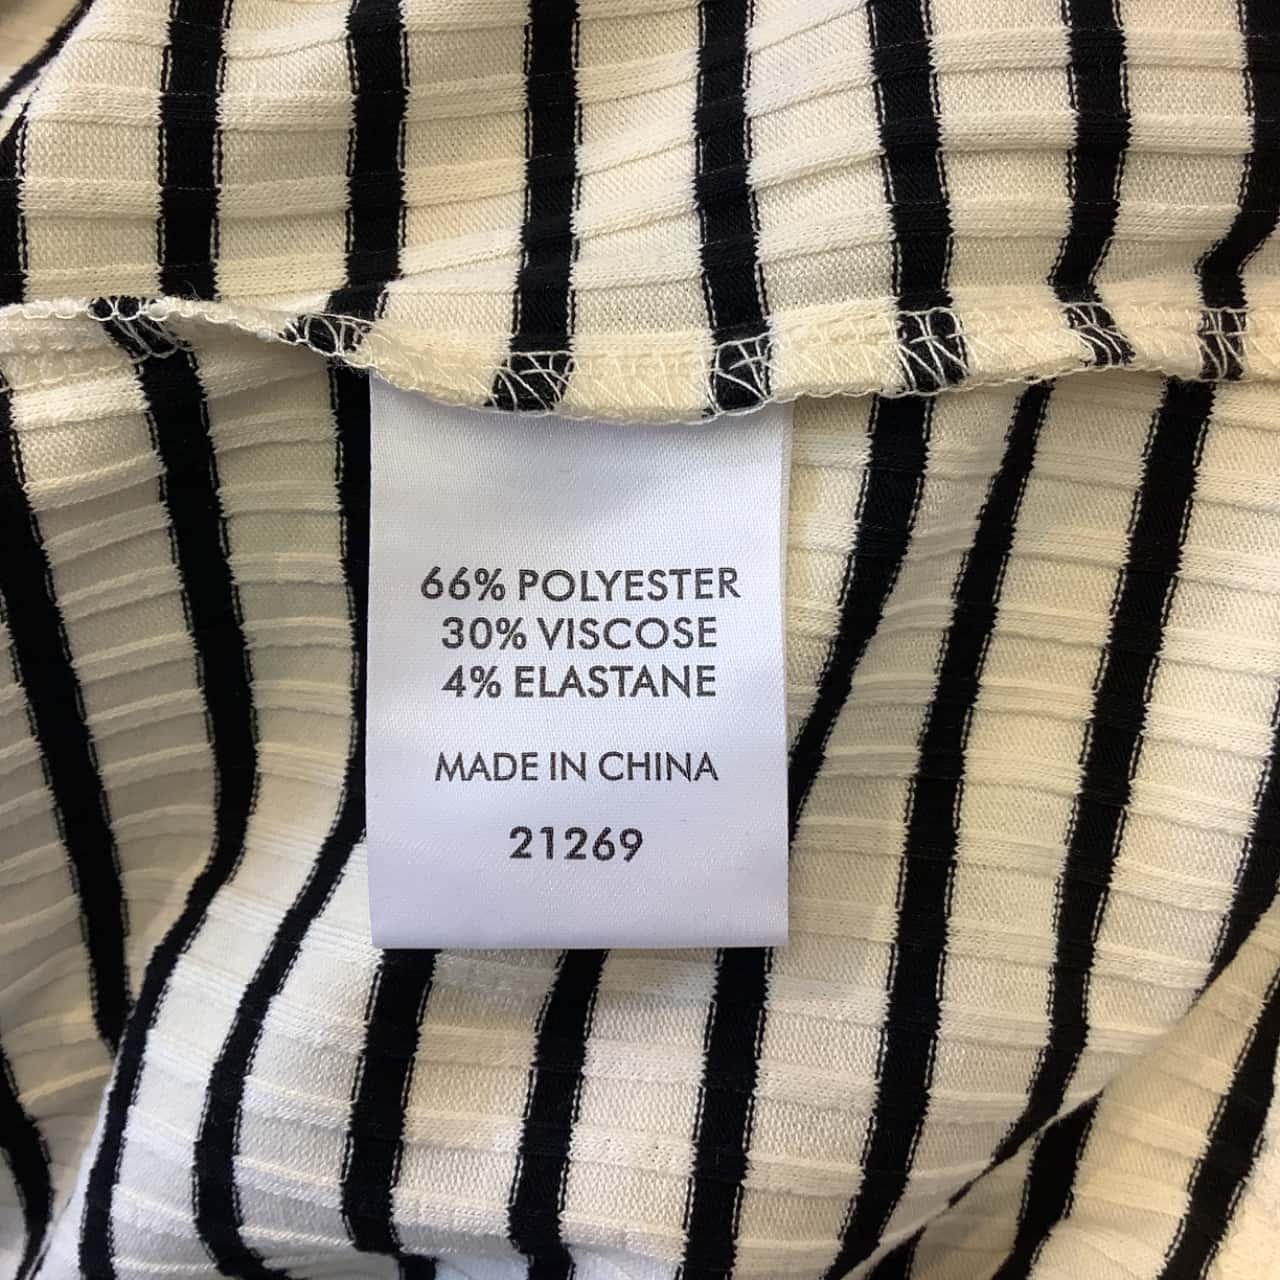 66% POLYESTER
30% VISCOSE
4% ELASTANE
MADE IN CHINA
21269